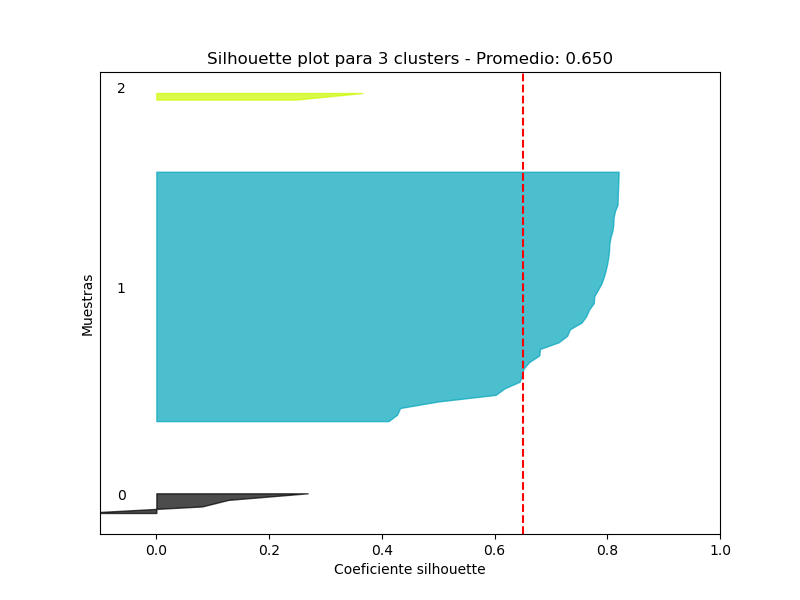 Silhouette plot para 3 clusters - Promedio: 0.650
2
1
0
Muestras
0.0 0.2 0.4 0.6 0.8 1.0
Coeficiente silhouette